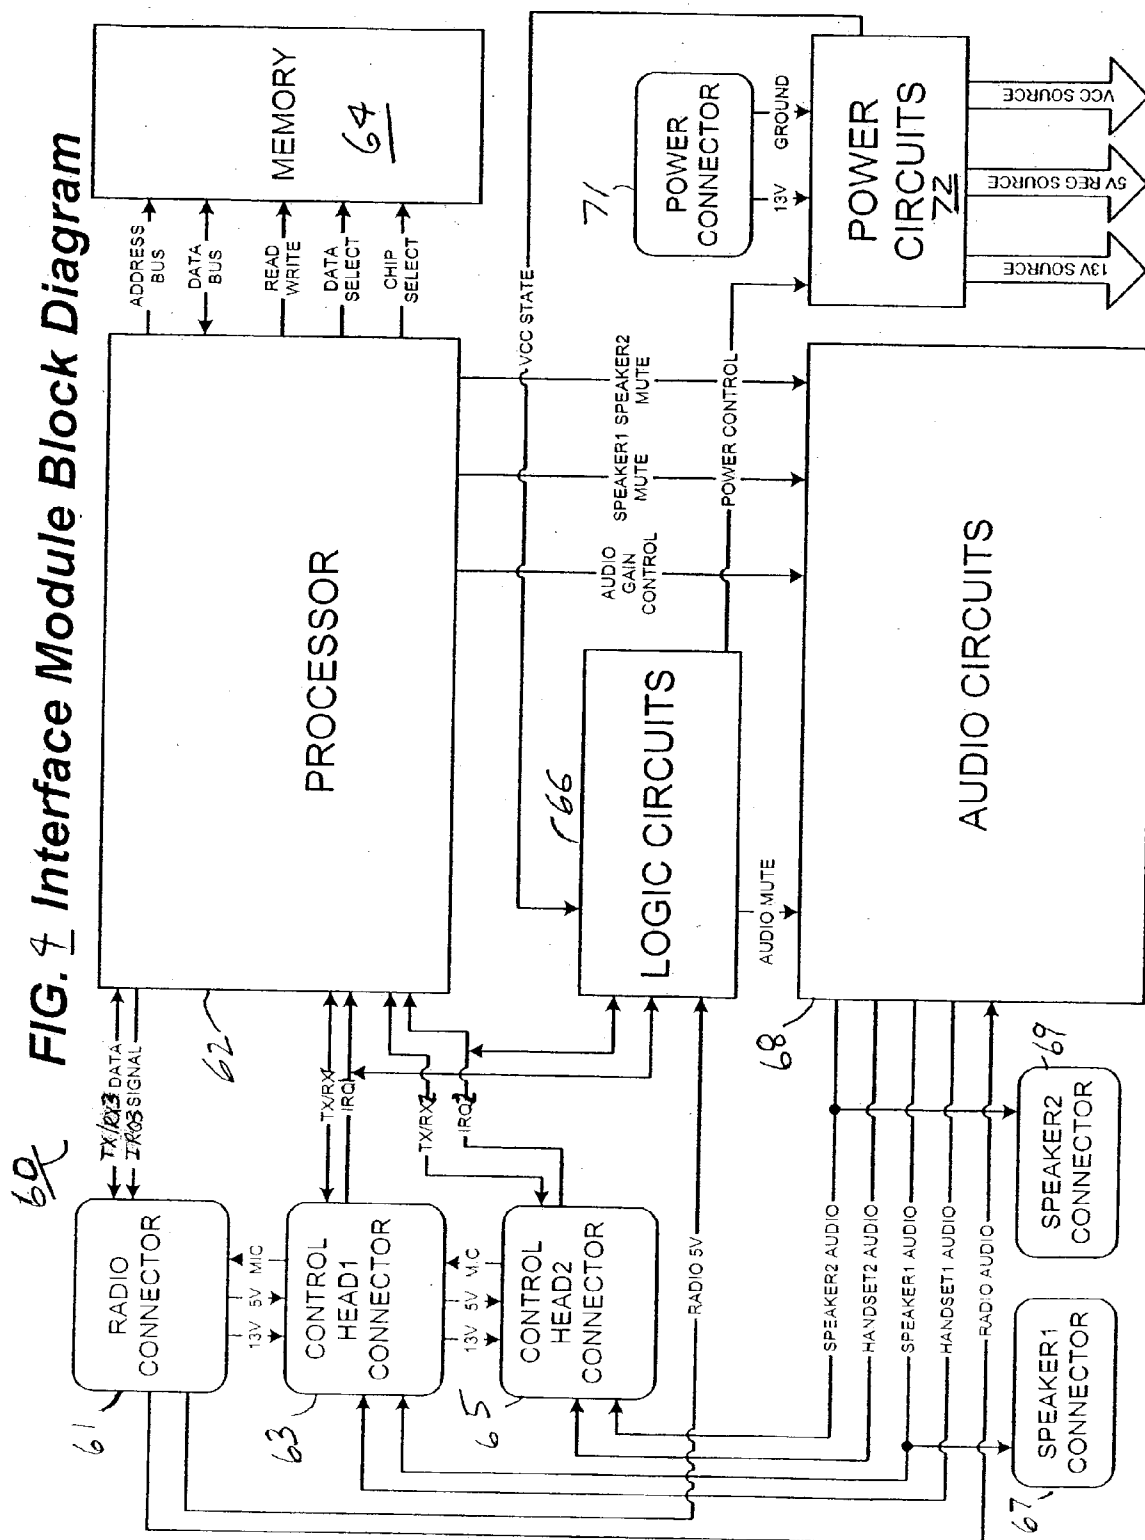 FIG. 4 Interface Module Block Diagram
60
61
RADIO
CONNECTOR
TX/RX3 DATA
IRQ3 SIGNAL
62
PROCESSOR
ADDRESS
BUS
DATA
BUS
READ
WRITE
DATA
SELECT
CHIP
SELECT
MEMORY
64
13V
5V
MIC
63
CONTROL
HEAD1
CONNECTOR
TX/RX1
IRQ1
13V
5V
MIC
65
CONTROL
HEAD2
CONNECTOR
TX/RX2
IRQ2
66
LOGIC CIRCUITS
VCC STATE
AUDIO
GAIN
CONTROL
SPEAKER1
MUTE
SPEAKER2
MUTE
71
POWER
CONNECTOR
13V
GROUND
RADIO 5V
AUDIO MUTE
POWER CONTROL
POWER
CIRCUITS
72
13V SOURCE
5V REG SOURCE
VCC SOURCE
68
AUDIO CIRCUITS
SPEAKER2 AUDIO
HANDSET2 AUDIO
SPEAKER1 AUDIO
HANDSET1 AUDIO
RADIO AUDIO
67
SPEAKER1
CONNECTOR
69
SPEAKER2
CONNECTOR